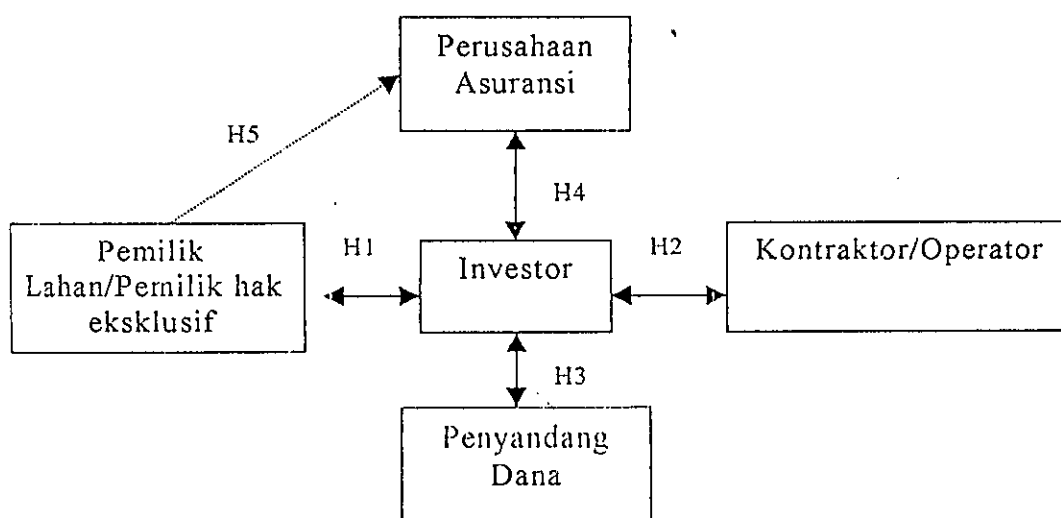 Perusahaan
Asuransi
H5
H4
Pemilik
Lahan/Pemilik hak
eksklusif
H1
Investor
H2
Kontraktor/Operator
H3
Penyandang
Dana